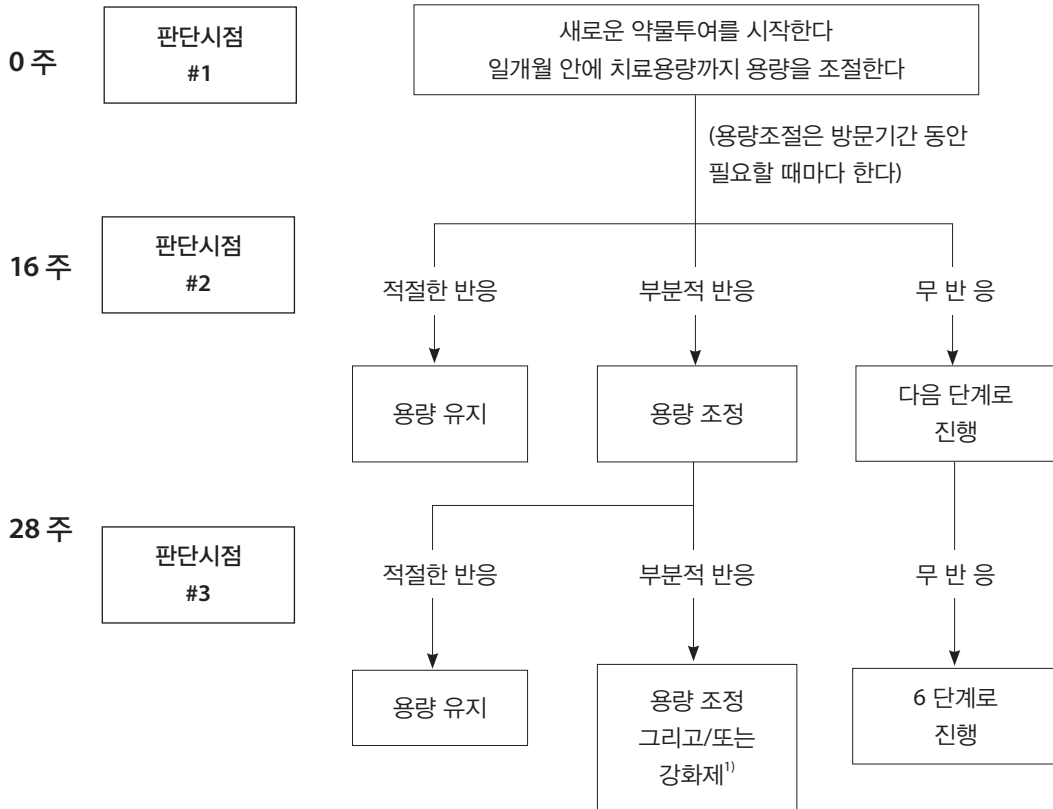 0 주
판단시점
#1
새로운 약물투여를 시작한다
일개월 안에 치료용량까지 용량을 조절한다
(용량조절은 방문기간 동안
필요할 때마다 한다)
16 주
판단시점
#2
적절한 반응
부분적 반응
무 반 응
용량 유지
용량 조정
다음 단계로
진행
28 주
판단시점
#3
적절한 반응
부분적 반응
무 반 응
용량 유지
용량 조정
그리고/또는
강화제1)
6 단계로
진행